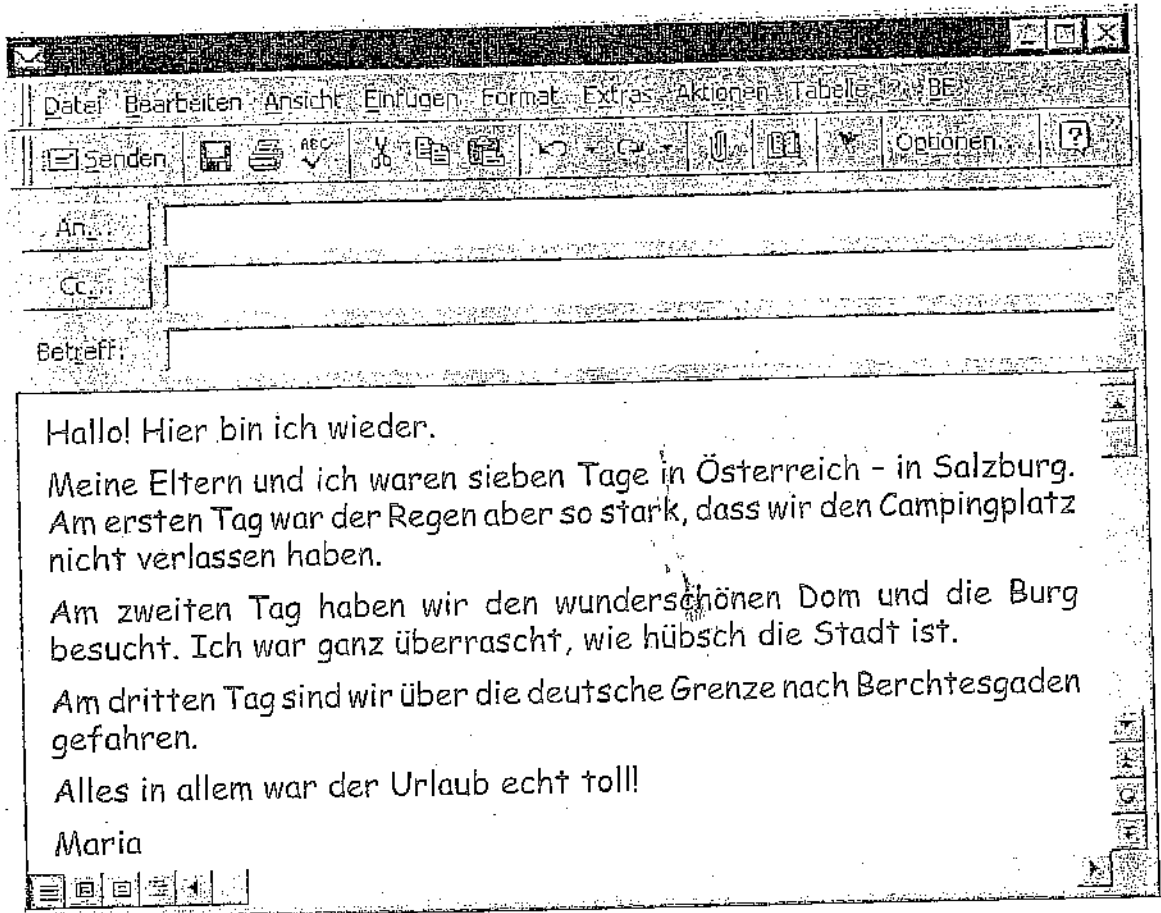 Datei Bearbeiten Ansicht Einfügen Format Extras Aktionen Tabelle ? BE
Senden ABC Optionen...
An...
Cc...
Betreff:
Hallo! Hier bin ich wieder.
Meine Eltern und ich waren sieben Tage in Österreich - in Salzburg.
Am ersten Tag war der Regen aber so stark, dass wir den Campingplatz
nicht verlassen haben.
Am zweiten Tag haben wir den wunderschönen Dom und die Burg
besucht. Ich war ganz überrascht, wie hübsch die Stadt ist.
Am dritten Tag sind wir über die deutsche Grenze nach Berchtesgaden
gefahren.
Alles in allem war der Urlaub echt toll!
Maria